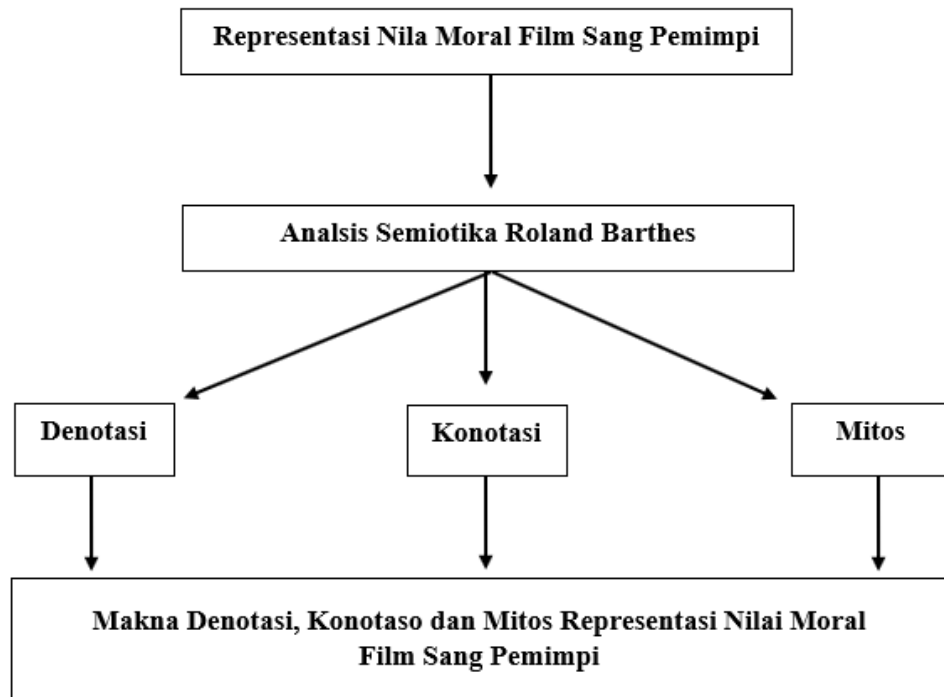 Representasi Nila Moral Film Sang Pemimpi
Analsis Semiotika Roland Barthes
Denotasi
Konotasi
Mitos
Makna Denotasi, Konotaso dan Mitos Representasi Nilai Moral
Film Sang Pemimpi